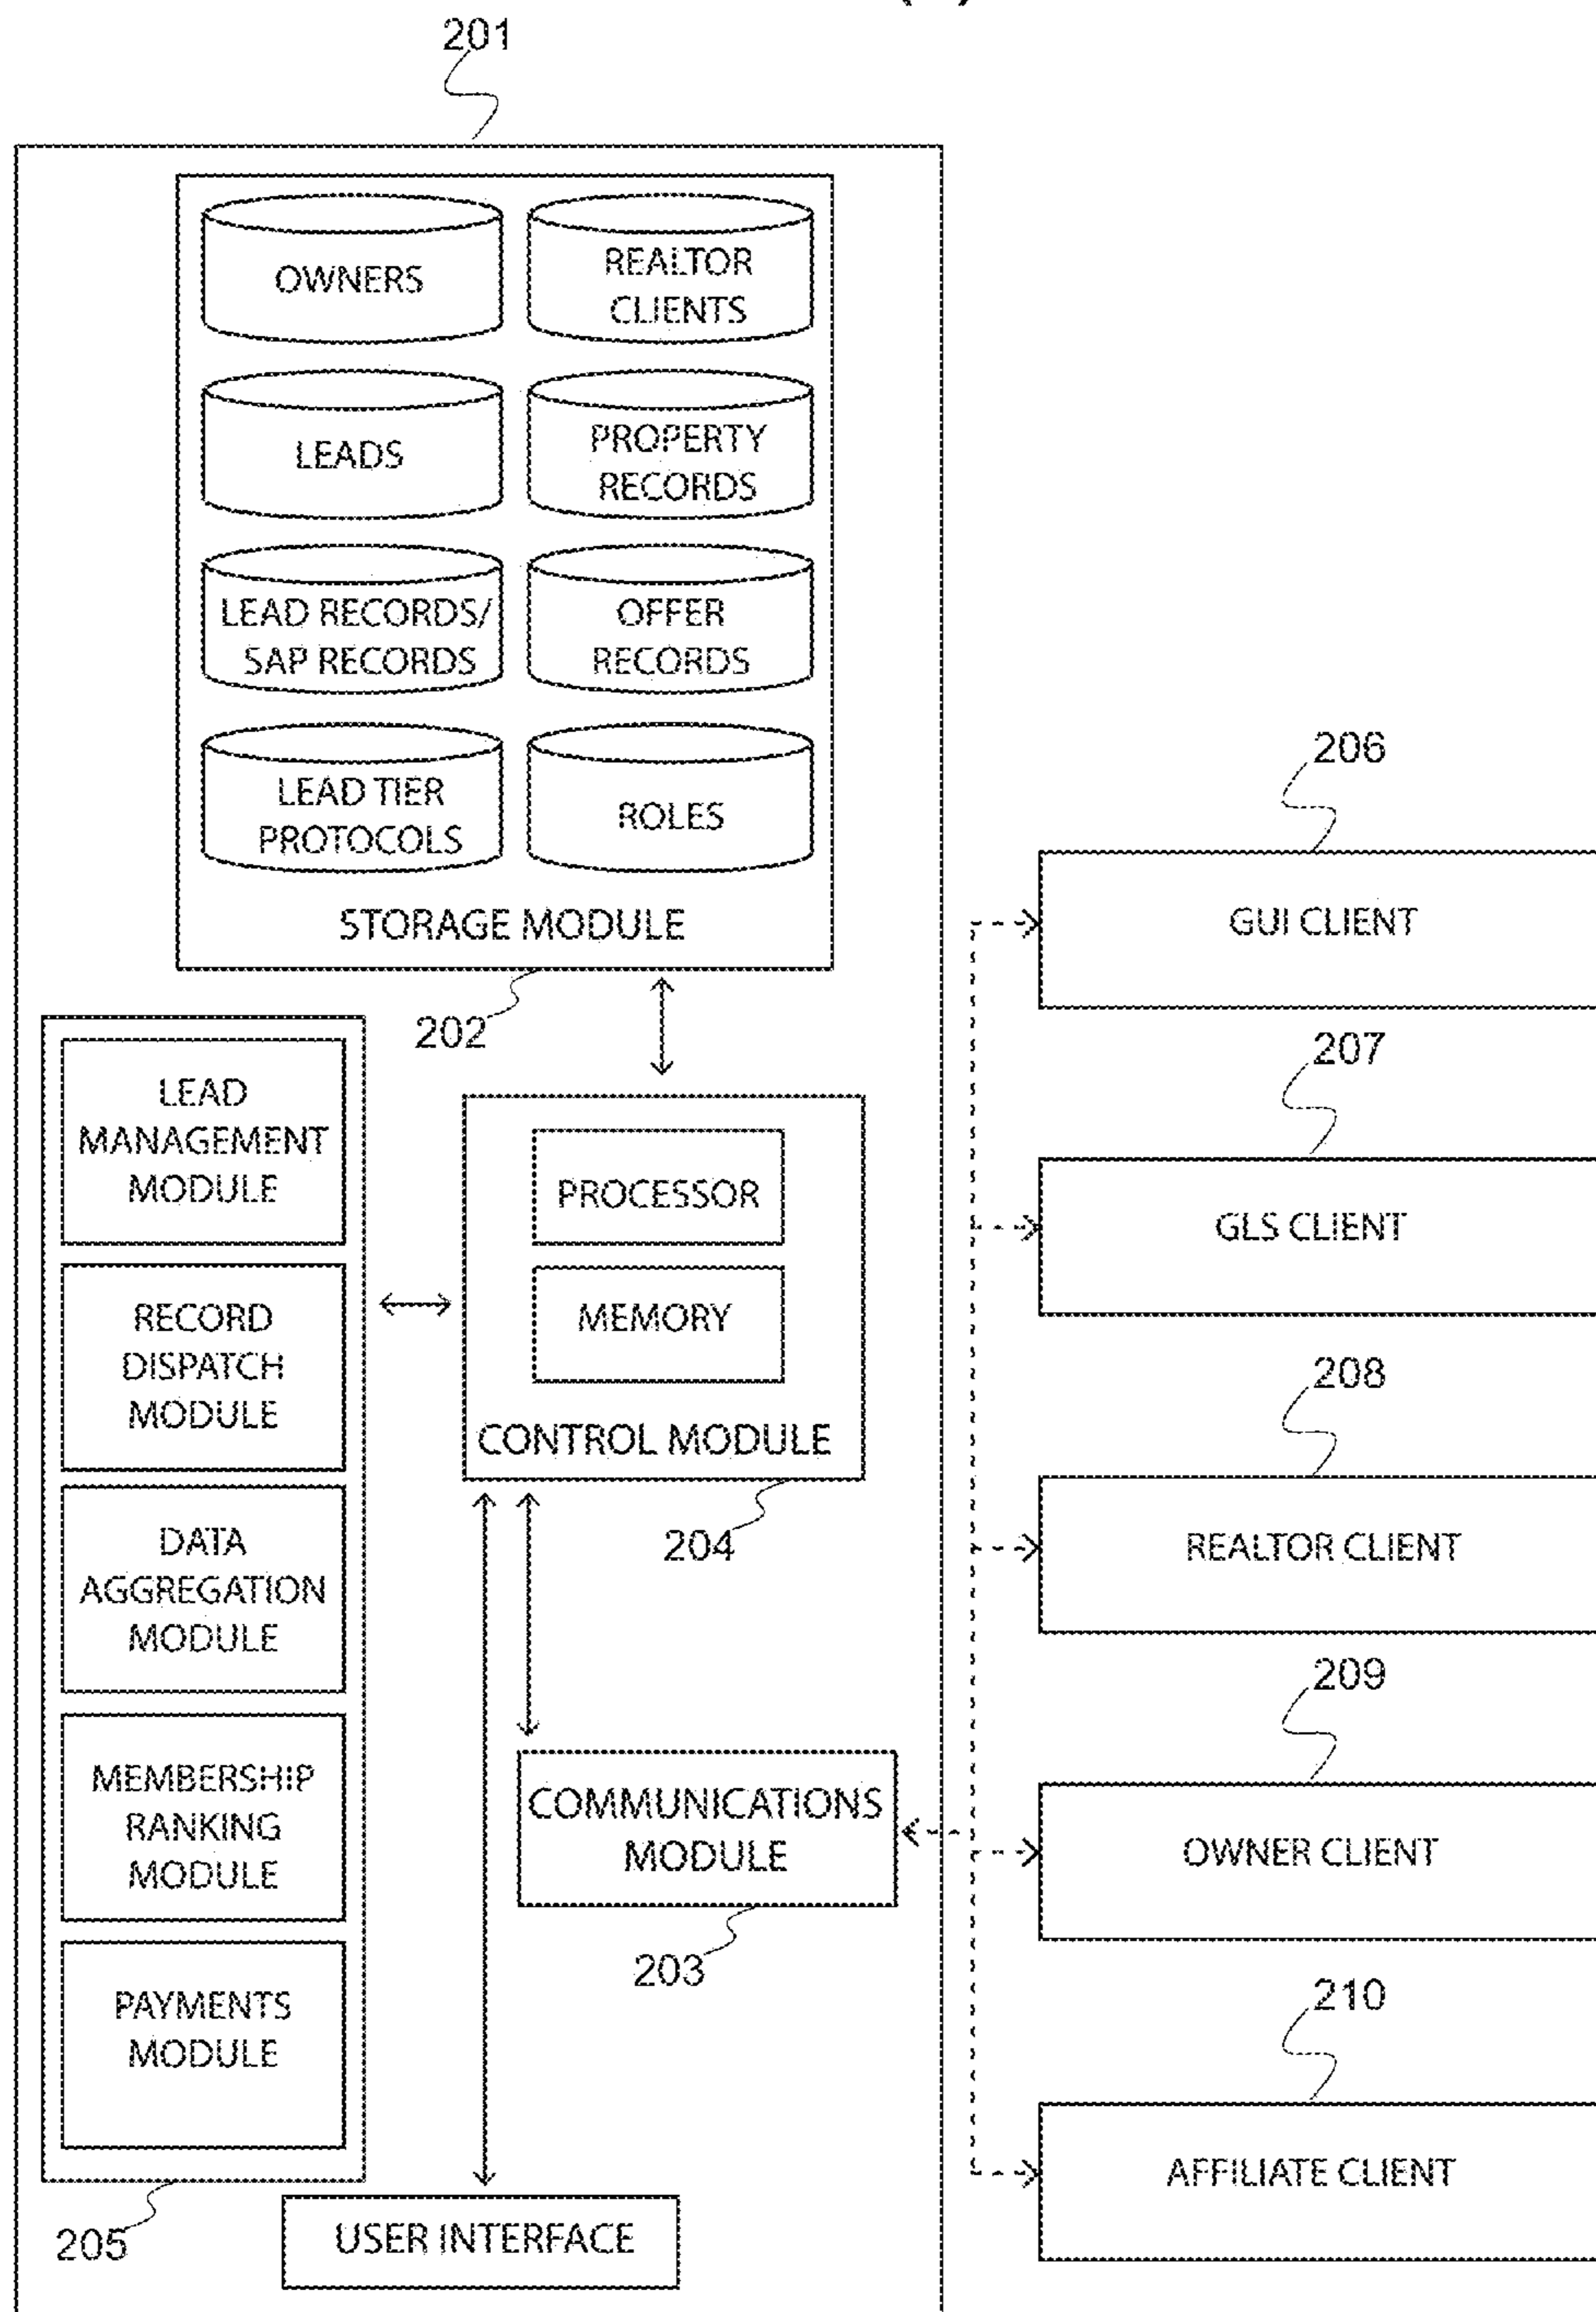 201
OWNERS
REALTOR
CLIENTS
LEADS
PROPERTY
RECORDS
LEAD RECORDS/
SAP RECORDS
OFFER
RECORDS
LEAD TIER
PROTOCOLS
ROLES
STORAGE MODULE
202
LEAD
MANAGEMENT
MODULE
RECORD
DISPATCH
MODULE
DATA
AGGREGATION
MODULE
MEMBERSHIP
RANKING
MODULE
PAYMENTS
MODULE
205
PROCESSOR
MEMORY
CONTROL MODULE
204
COMMUNICATIONS
MODULE
203
USER INTERFACE
206
GUI CLIENT
207
GLS CLIENT
208
REALTOR CLIENT
209
OWNER CLIENT
210
AFFILIATE CLIENT